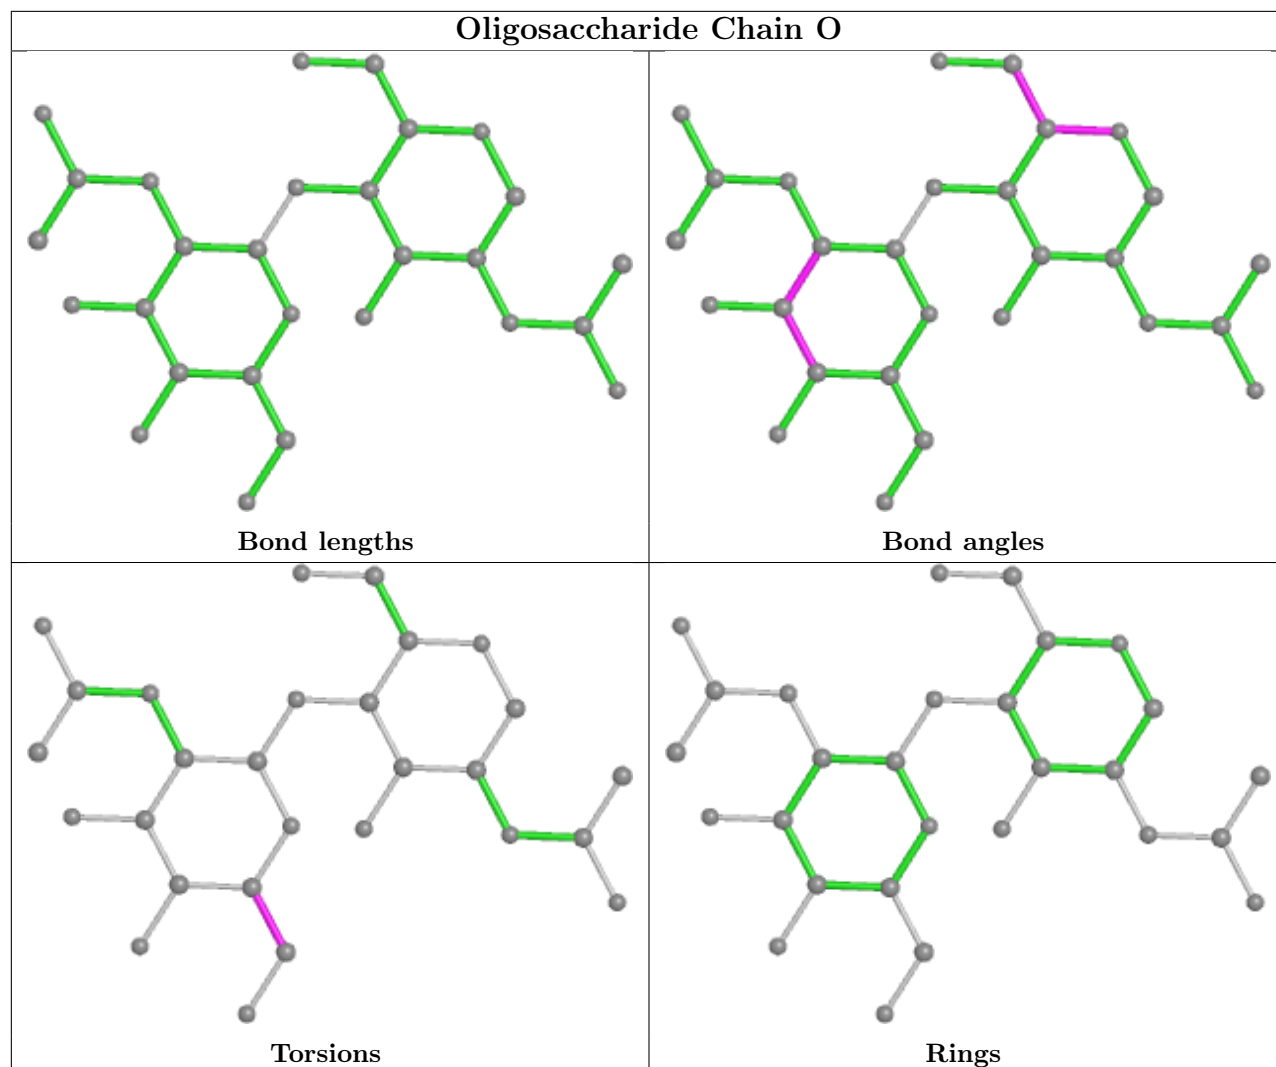 Oligosaccharide Chain O
Bond lengths
Bond angles
Torsions
Rings